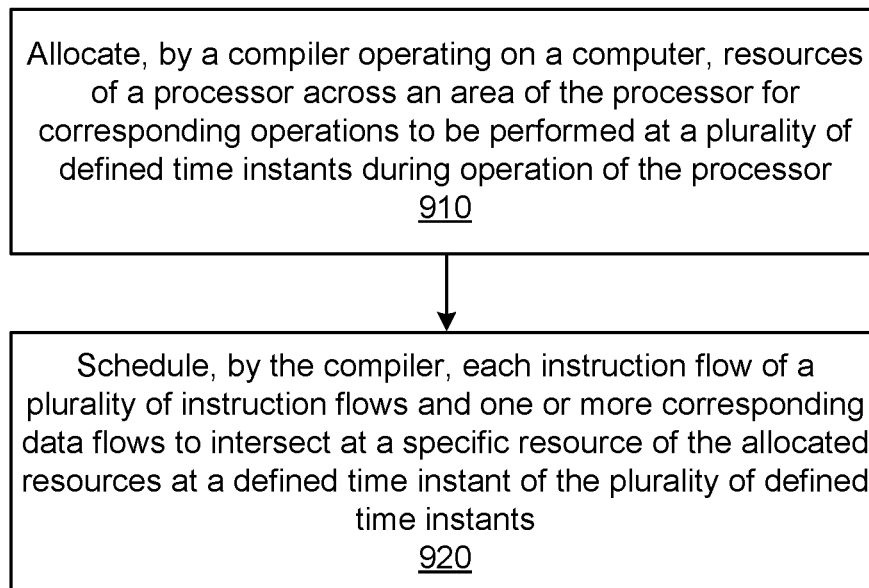 Allocate, by a compiler operating on a computer, resources
of a processor across an area of the processor for
corresponding operations to be performed at a plurality of
defined time instants during operation of the processor
910
Schedule, by the compiler, each instruction flow of a
plurality of instruction flows and one or more corresponding
data flows to intersect at a specific resource of the allocated
resources at a defined time instant of the plurality of defined
time instants
920